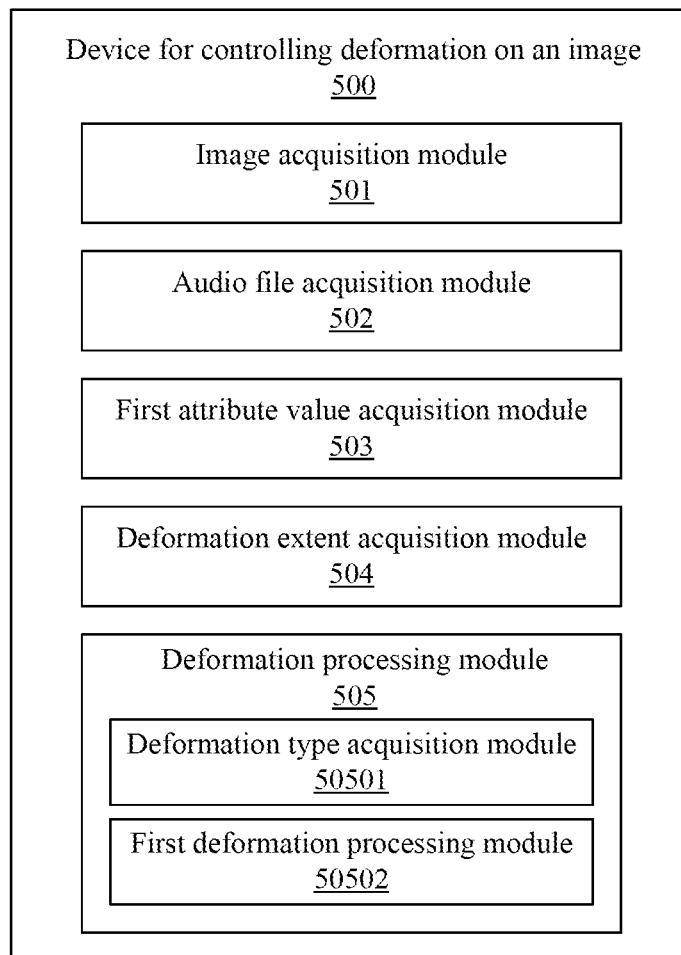 Device for controlling deformation on an image
500
Image acquisition module
501
Audio file acquisition module
502
First attribute value acquisition module
503
Deformation extent acquisition module
504
Deformation processing module
505
Deformation type acquisition module
50501
First deformation processing module
50502